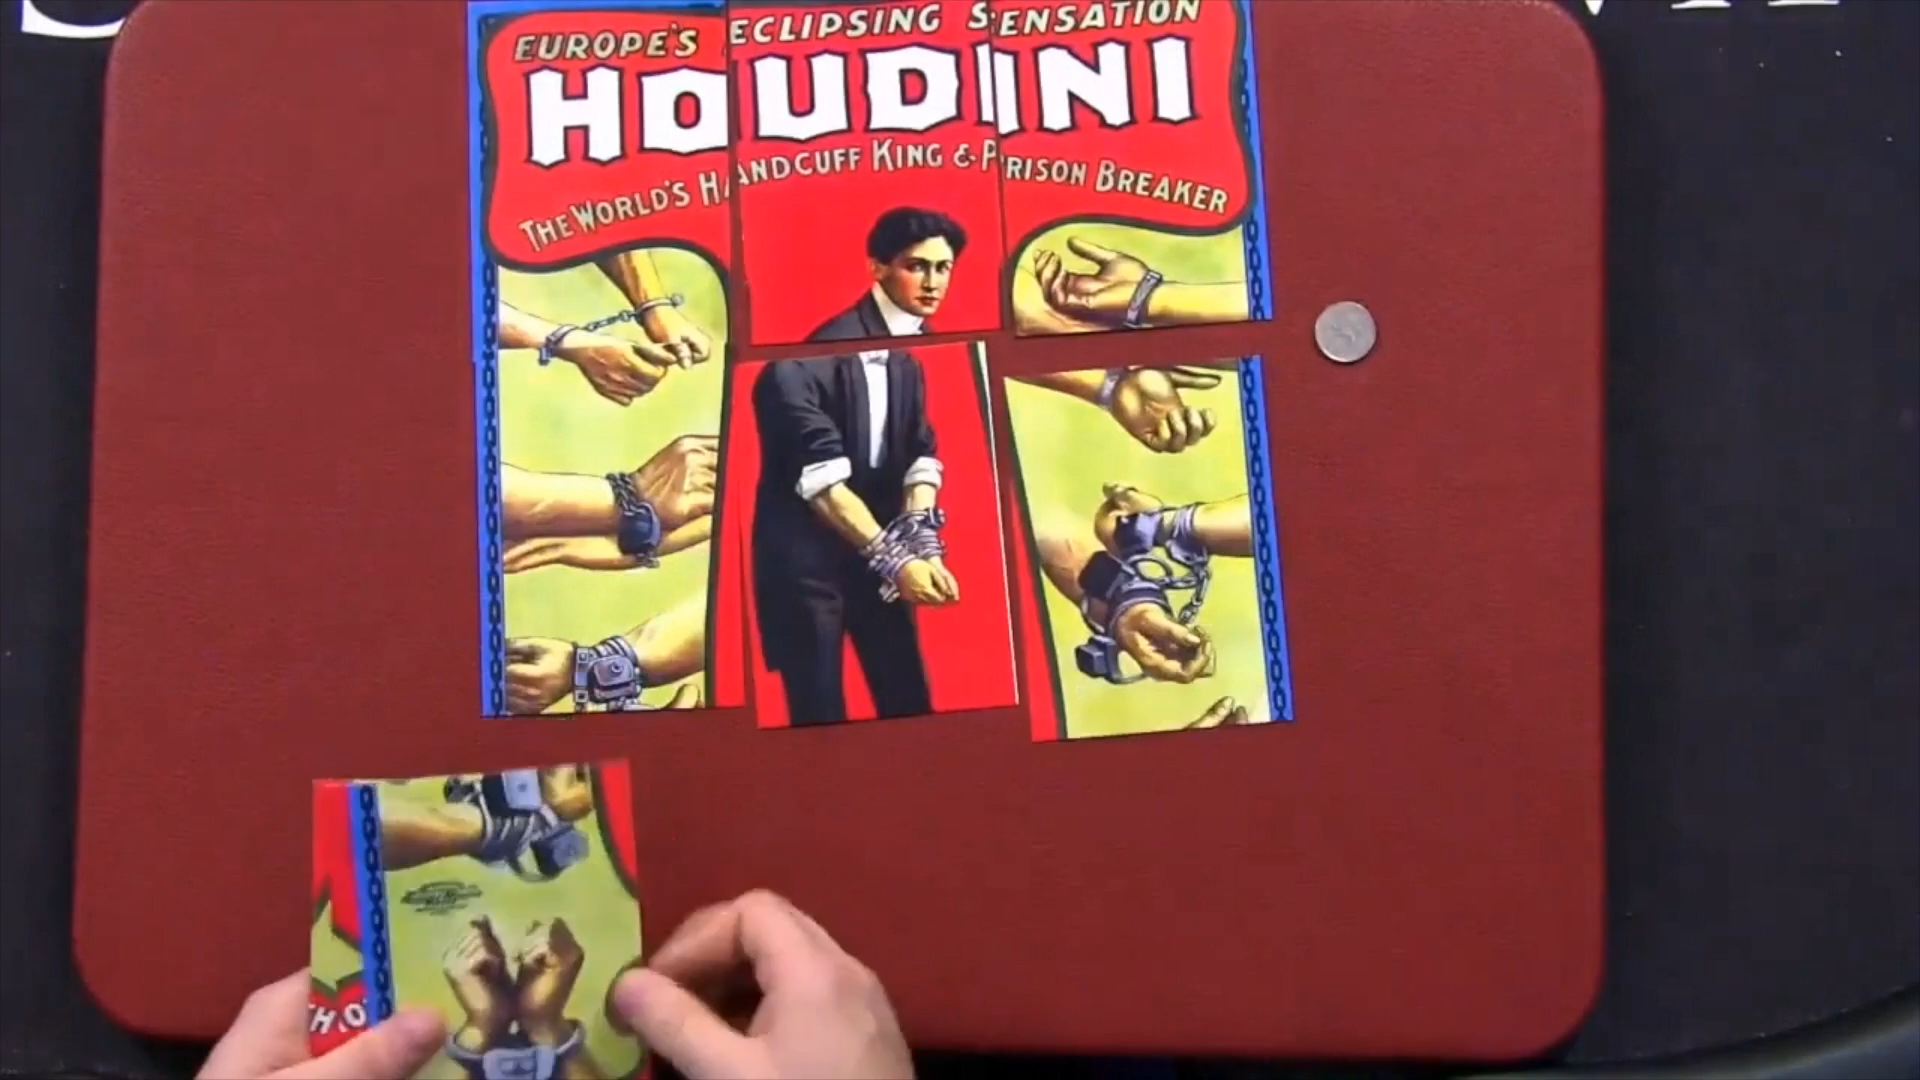 EUROPE'S ECLIPSING SENSATION
HOUDINI
THE WORLD'S HANDCUFF KING & PRISON BREAKER